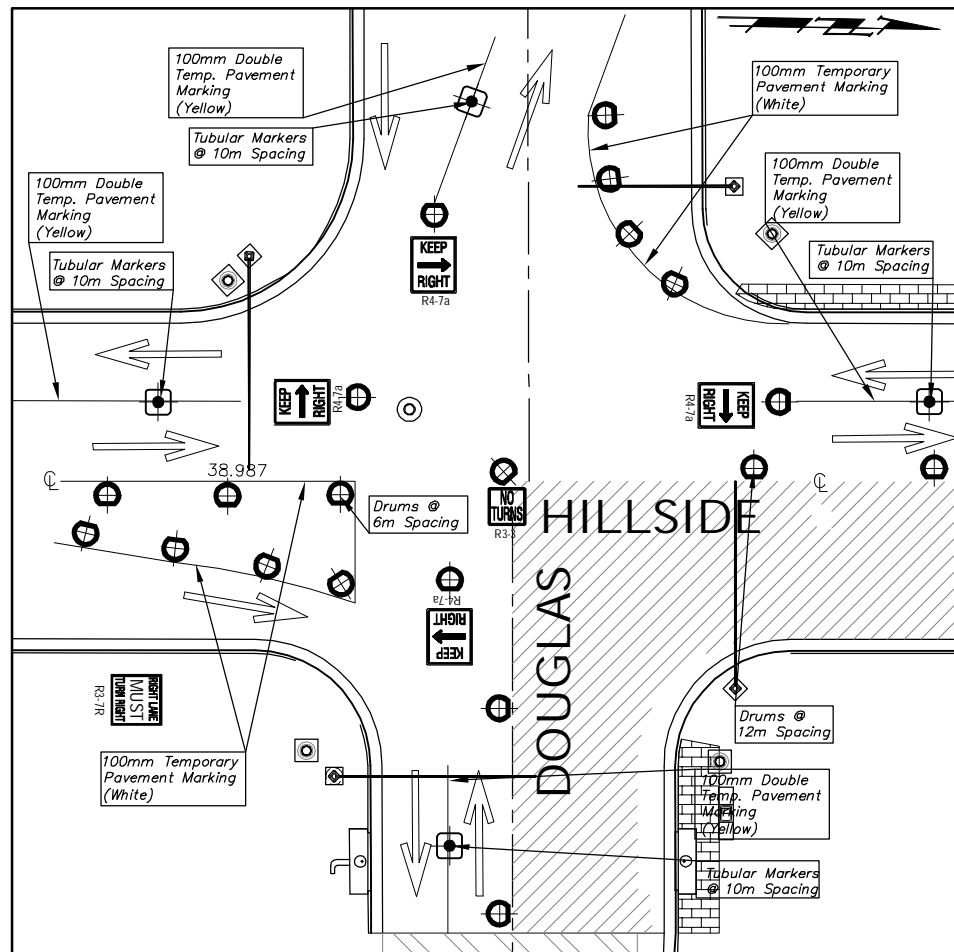 100mm Double
Temp. Pavement
Marking
(Yellow)
Tubular Markers
@ 10m Spacing
100mm Temporary
Pavement Marking
(White)
100mm Double
Temp. Pavement
Marking
(Yellow)
100mm Double
Temp. Pavement
Marking
(Yellow)
Tubular Markers
@ 10m Spacing
Tubular Markers
@ 10m Spacing
KEEP
RIGHT
R4-7a
KEEP
RIGHT
R4-7a
KEEP
RIGHT
R4-7a
38.987
℄
℄
Drums @
6m Spacing
NO
TURNS
R3-3
HILLSIDE
DOUGLAS
R4-7a
KEEP
RIGHT
RIGHT LANE
MUST
TURN RIGHT
R3-7R
100mm Temporary
Pavement Marking
(White)
Drums @
12m Spacing
100mm Double
Temp. Pavement
Marking
(Yellow)
Tubular Markers
@ 10m Spacing